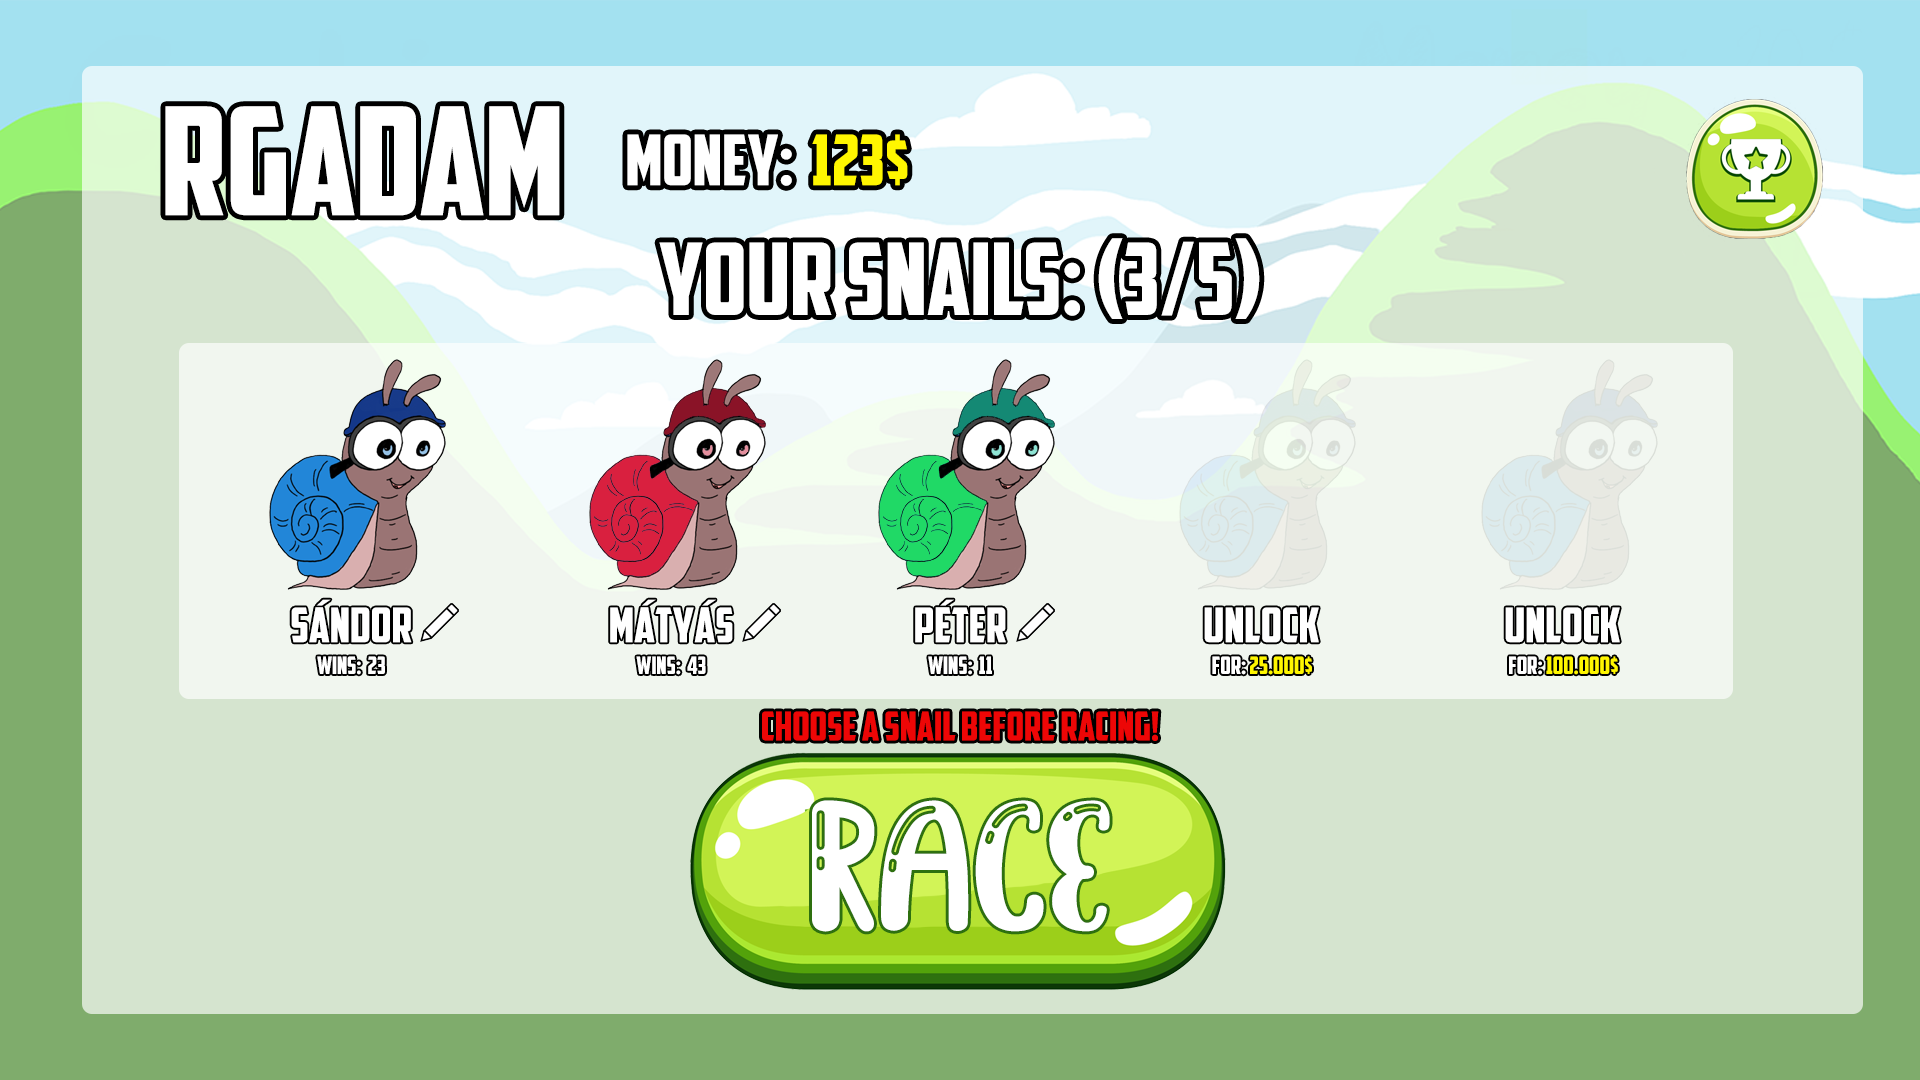 RGADAM
MONEY: 123$
YOUR SNAILS: (3/5)
SÁNDOR
WINS: 23
MÁTYÁS
WINS: 43
PÉTER
WINS: 11
UNLOCK
FOR: 25.000$
UNLOCK
FOR: 100.000$
CHOOSE A SNAIL BEFORE RACING!
RACE